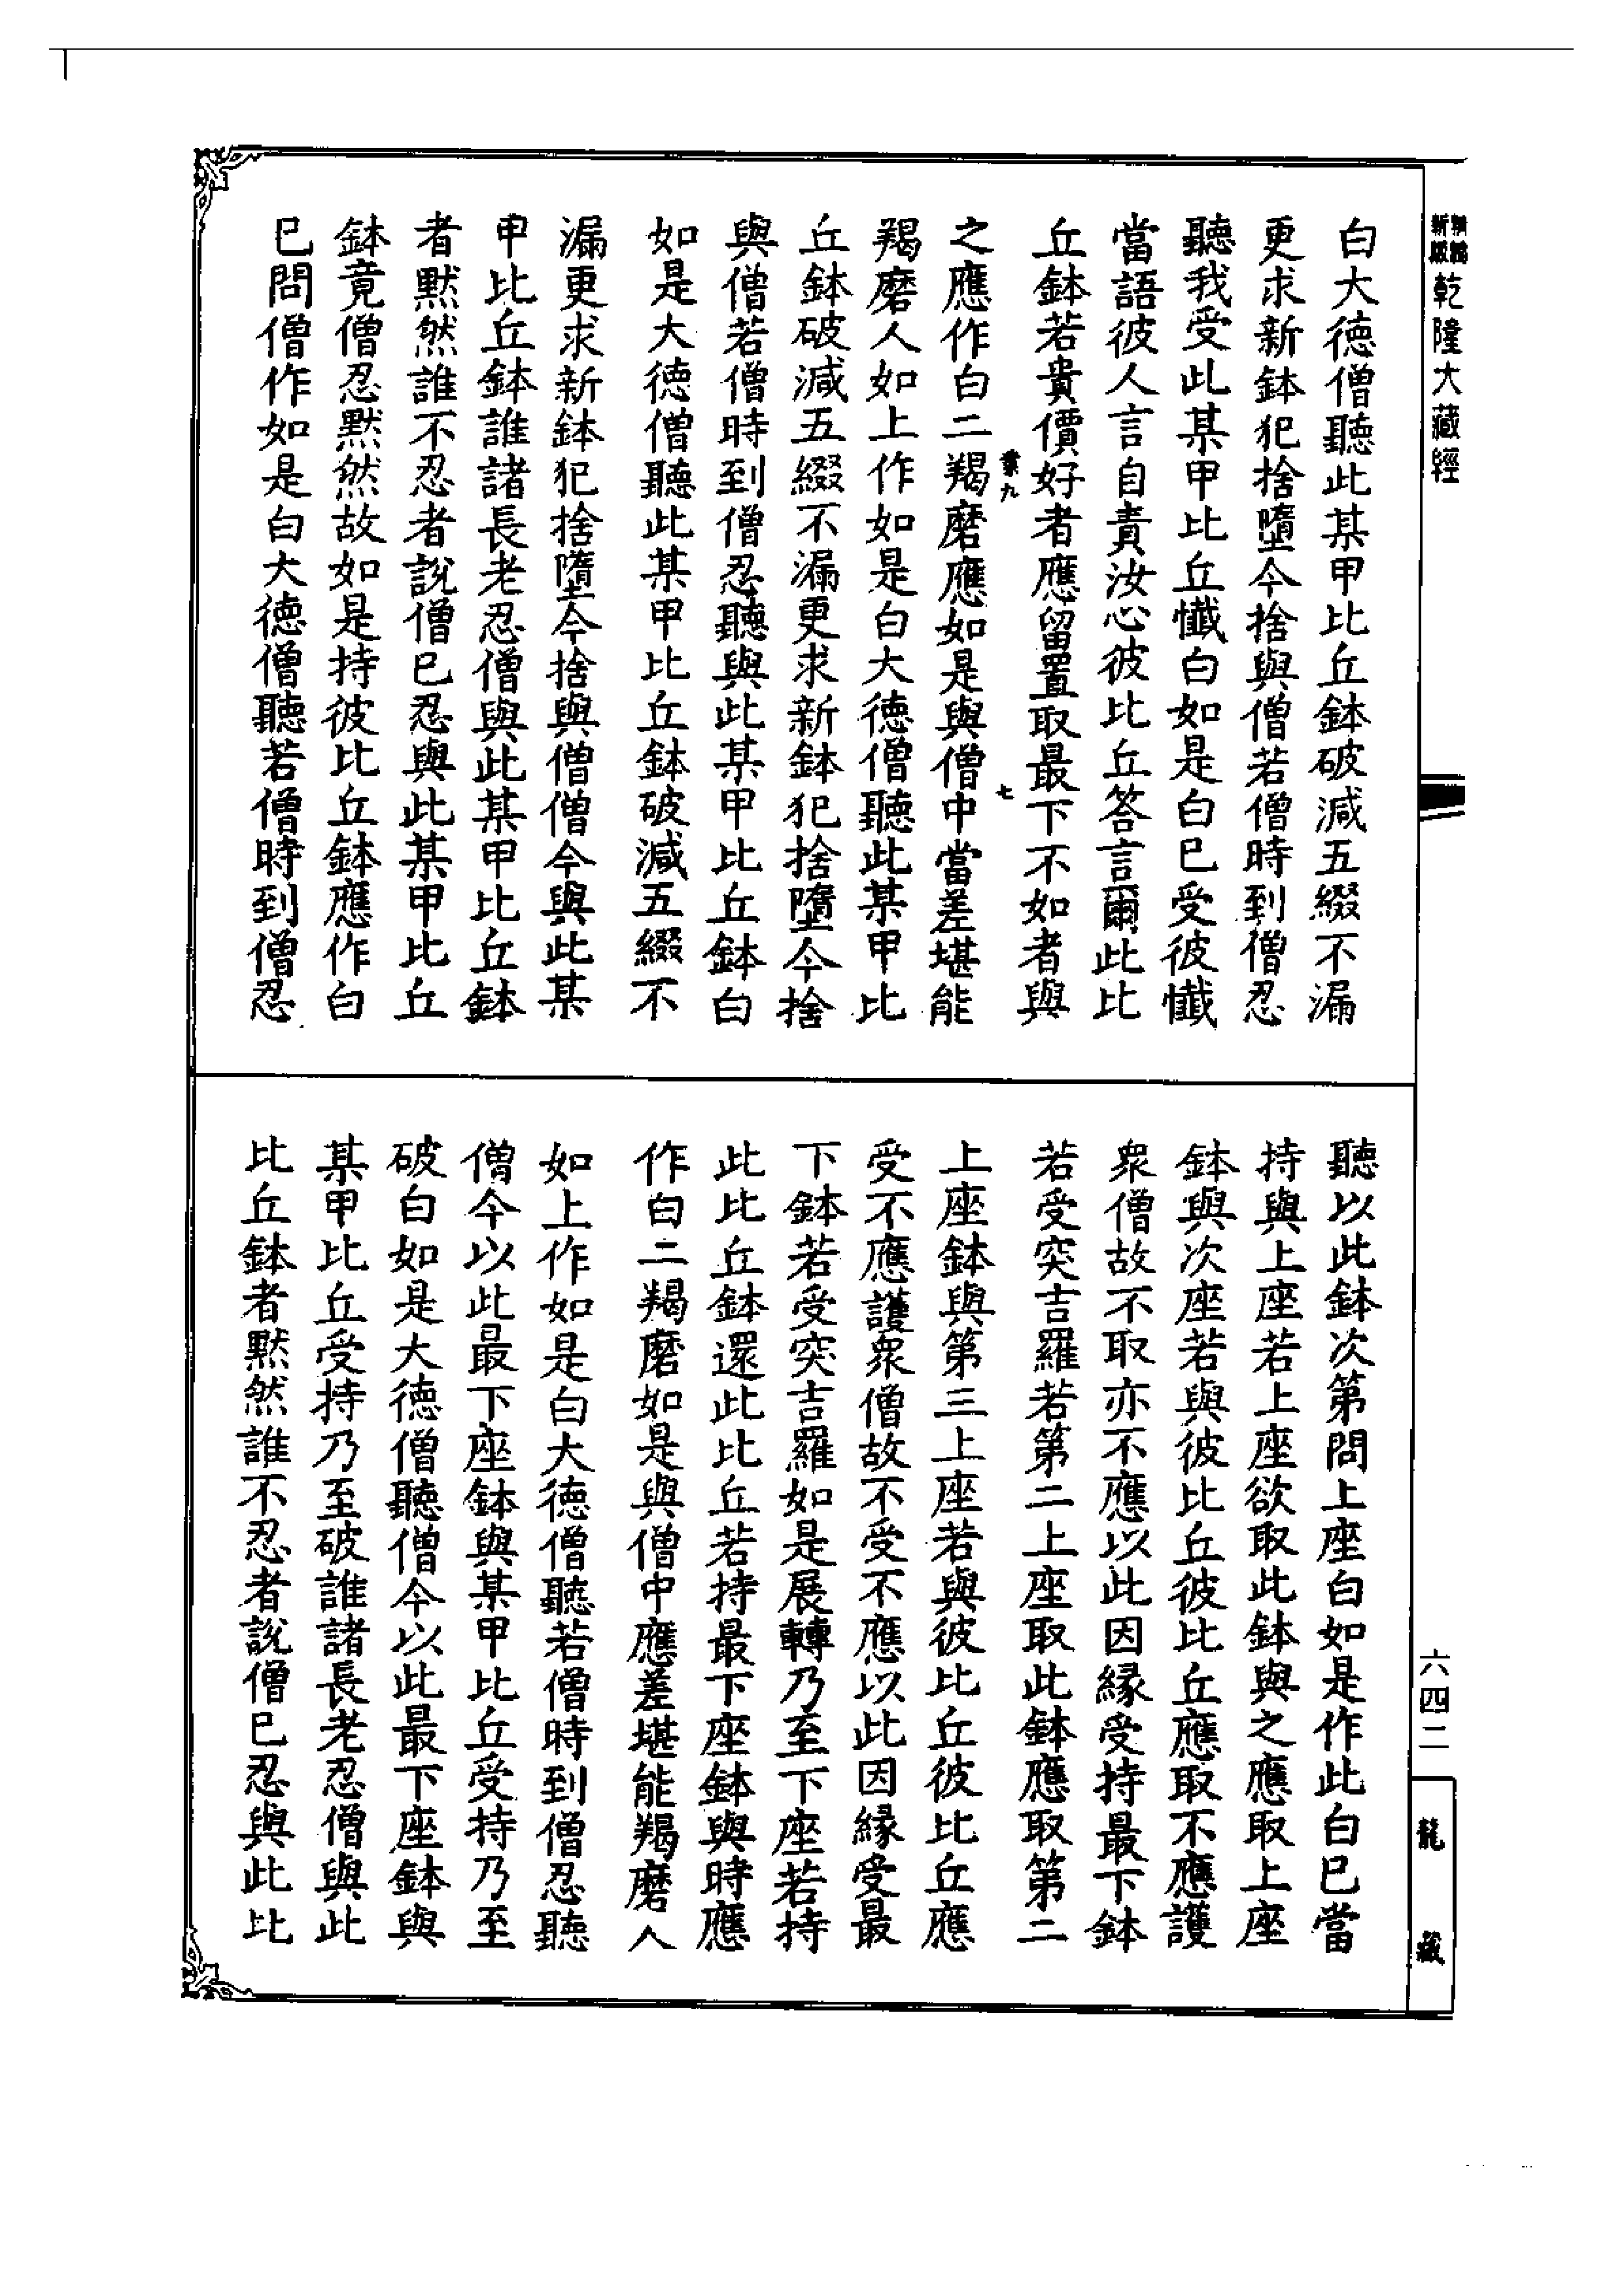 乾隆大藏經
白大德僧聽此某甲比丘鉢破減五綴不漏
更求新鉢犯捨墮今捨與僧若僧時到僧忍
聽我受此某甲比丘懺白如是白已受彼懺
當語彼人言自責汝心彼比丘答言爾此比
丘鉢若貴價好者應留置取最下不如者與
業九
七
之應作白二羯磨應如是與僧中當差堪能
羯磨人如上作如是白大德僧聽此某甲比
丘鉢破減五綴不漏更求新鉢犯捨墮今捨
與僧若僧時到僧忍聽與此某甲比丘鉢白
如是大德僧聽此某甲比丘鉢破減五綴不
漏更求新鉢犯捨墮今捨與僧僧今與此某
甲比丘鉢誰諸長老忍僧與此某甲比丘鉢
者默然誰不忍者說僧已忍與此某甲比丘
鉢竟僧忍默然故如是持彼比丘鉢應作白
已問僧作如是白大德僧聽若僧時到僧忍
聽以此鉢次第問上座白如是作此白已當
持與上座若上座欲取此鉢與之應取上座
鉢與次座若與彼比丘彼比丘應取不應護
衆僧故不取亦不應以此因緣受持最下鉢
若受突吉羅若第二上座取此鉢應取第二
上座鉢與第三上座若與彼比丘彼比丘應
受不應護衆僧故不受不應以此因緣受最
下鉢若受突吉羅如是展轉乃至下座若持
此比丘鉢還此比丘若持最下座鉢與時應
作白二羯磨如是與僧中應差堪能羯磨人
如上作如是白大德僧聽若僧時到僧忍聽
僧今以此最下座鉢與某甲比丘受持乃至
破白如是大德僧聽僧今以此最下座鉢與
某甲比丘受持乃至破誰諸長老忍僧與此
比丘鉢者默然誰不忍者說僧已忍與此比
六四二
龍藏